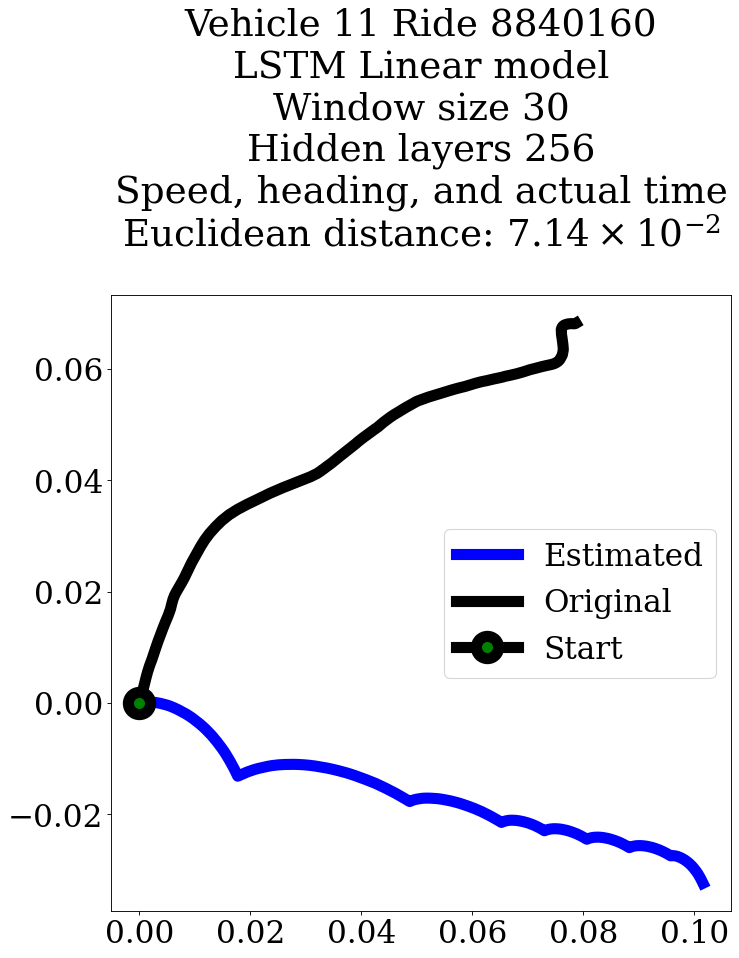 Vehicle 11 Ride 8840160
LSTM Linear model
Window size 30
Hidden layers 256
Speed, heading, and actual time
Euclidean distance: 7.14 × 10⁻²
0.06
0.04
0.02
0.00
−0.02
Estimated
Original
Start
0.00 0.02 0.04 0.06 0.08 0.10